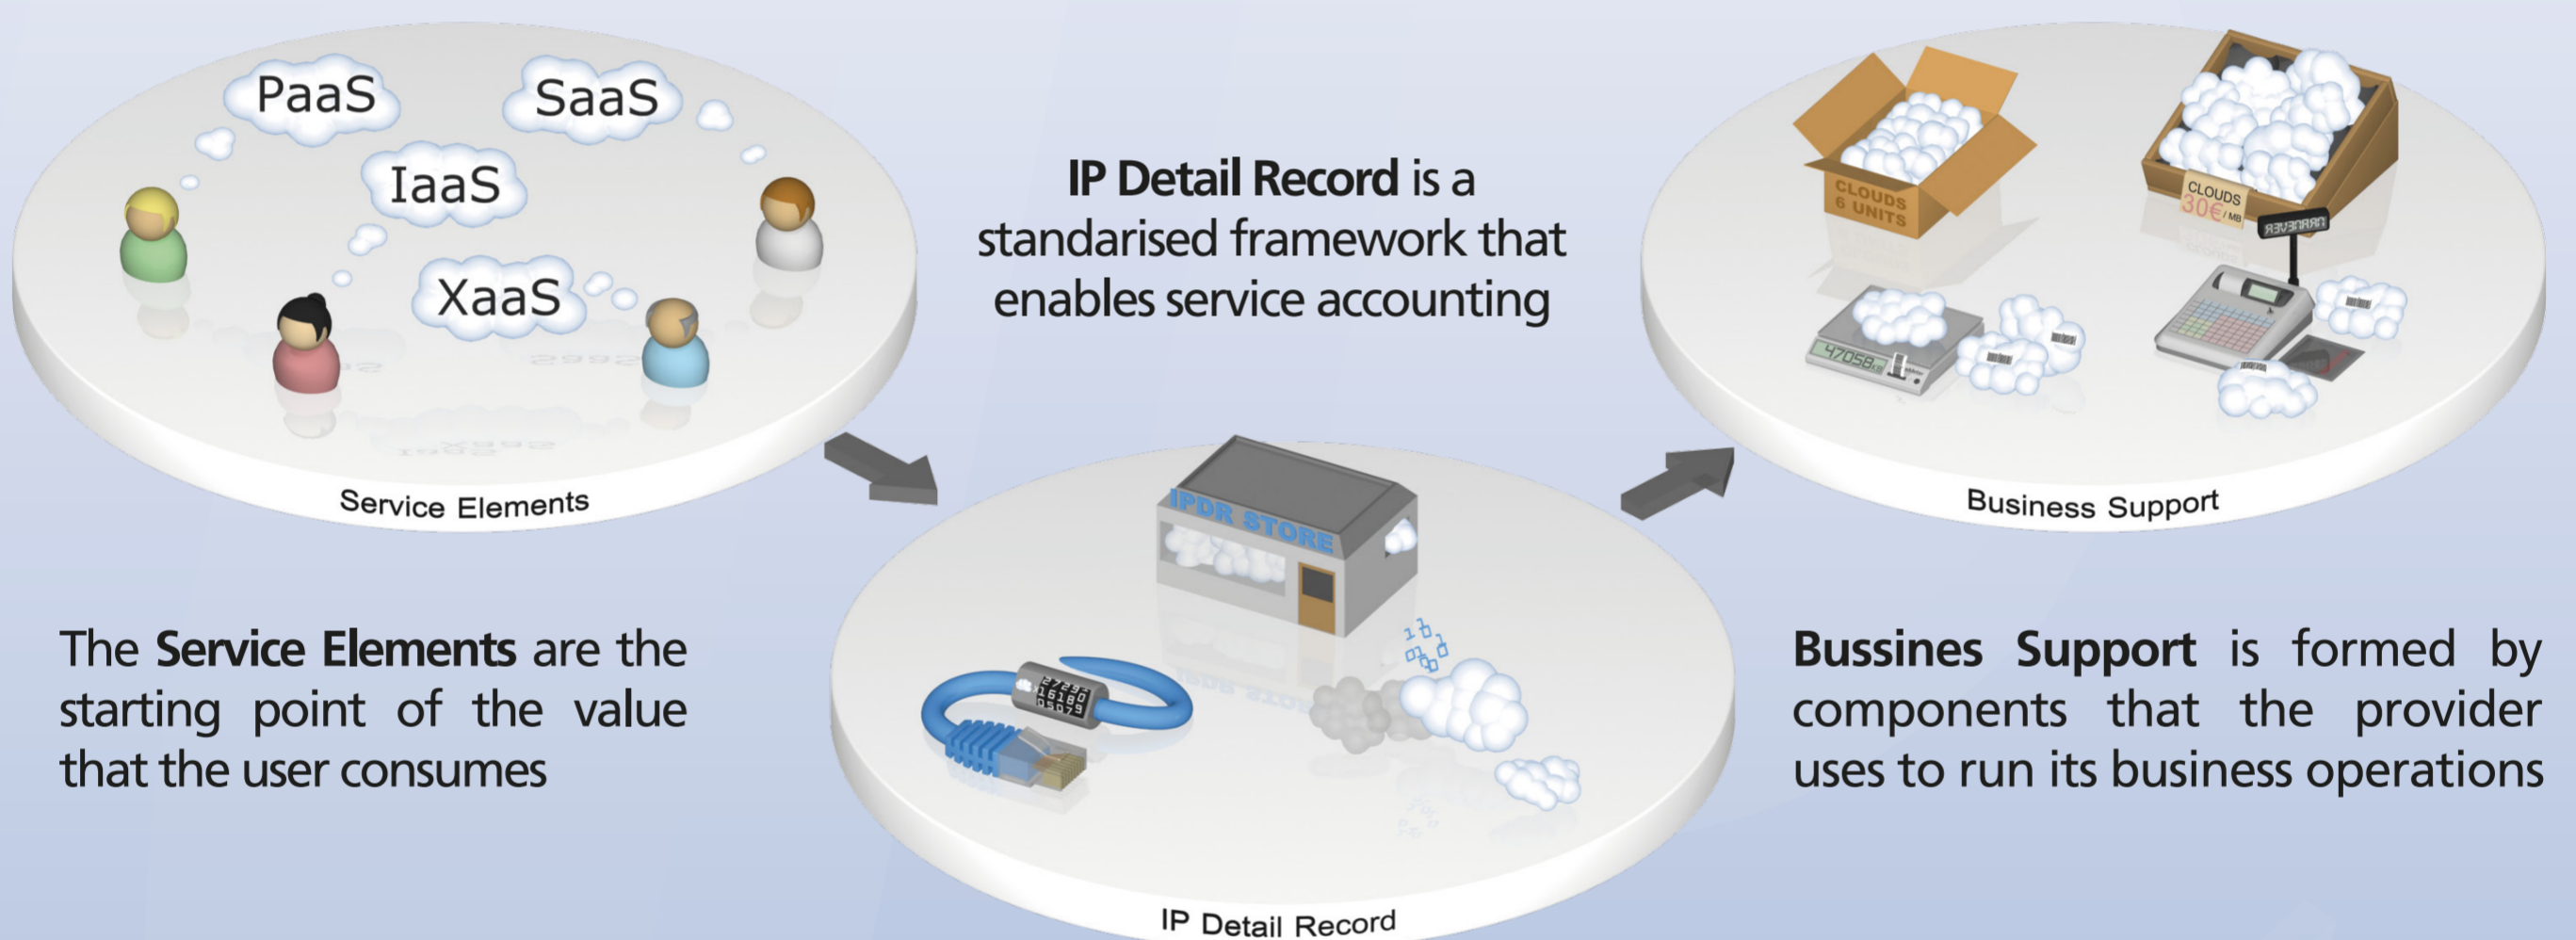 PaaS
SaaS
IaaS
XaaS
Service Elements
IP Detail Record is a
standarised framework that
enables service accounting
CLOUDS
6 UNITS
CLOUDS
30€/MB
47058
Business Support
The Service Elements are the
starting point of the value
that the user consumes
IPDR STORE
IP Detail Record
Bussines Support is formed by
components that the provider
uses to run its business operations